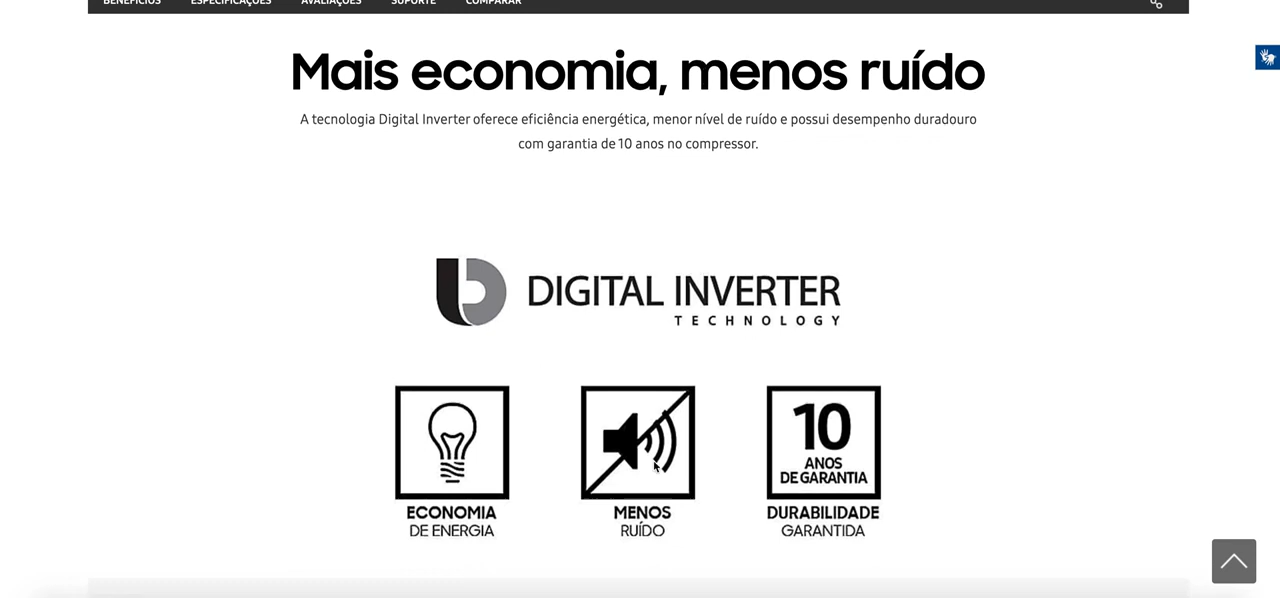 BENEFÍCIOS ESPECIFICAÇÕES AVALIAÇÕES SUPORTE COMPARAR
Mais economia, menos ruído
A tecnologia Digital Inverter oferece eficiência energética, menor nível de ruído e possui desempenho duradouro
com garantia de 10 anos no compressor.
DIGITAL INVERTER
TECHNOLOGY
10
ANOS
DE GARANTIA
ECONOMIA
DE ENERGIA
MENOS
RUÍDO
DURABILIDADE
GARANTIDA